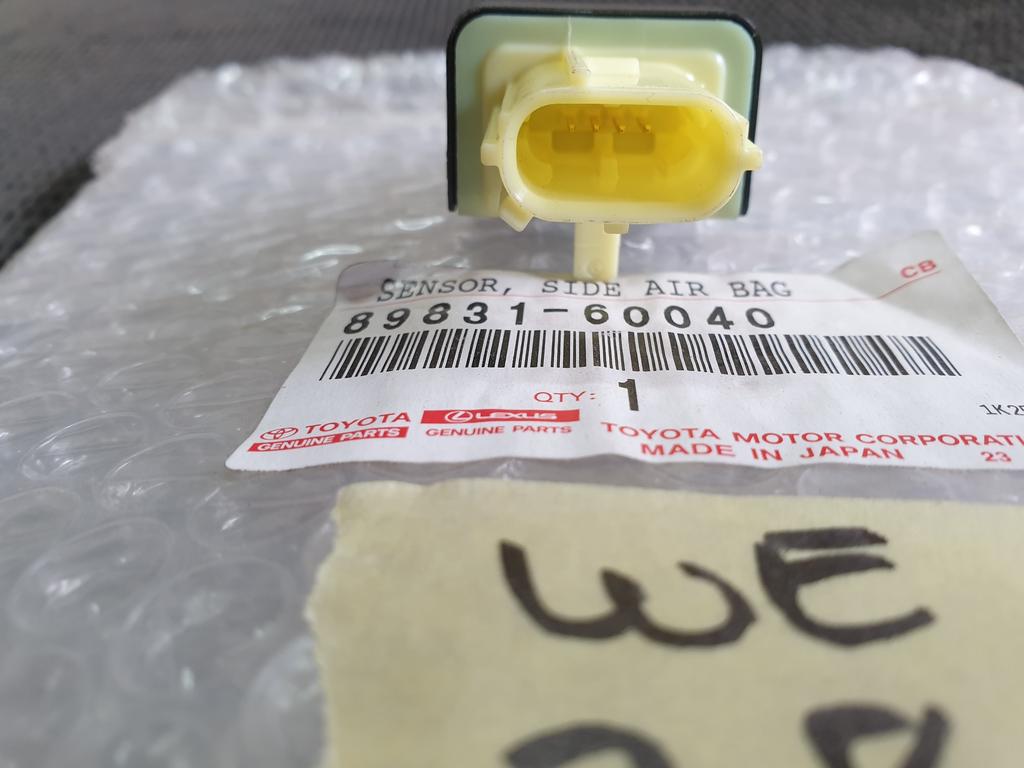 CB
SENSOR, SIDE AIR BAG
89831-60040
QTY: 1
TOYOTA
GENUINE PARTS
LEXUS
GENUINE PARTS
TOYOTA MOTOR CORPORATI
MADE IN JAPAN 23
WE